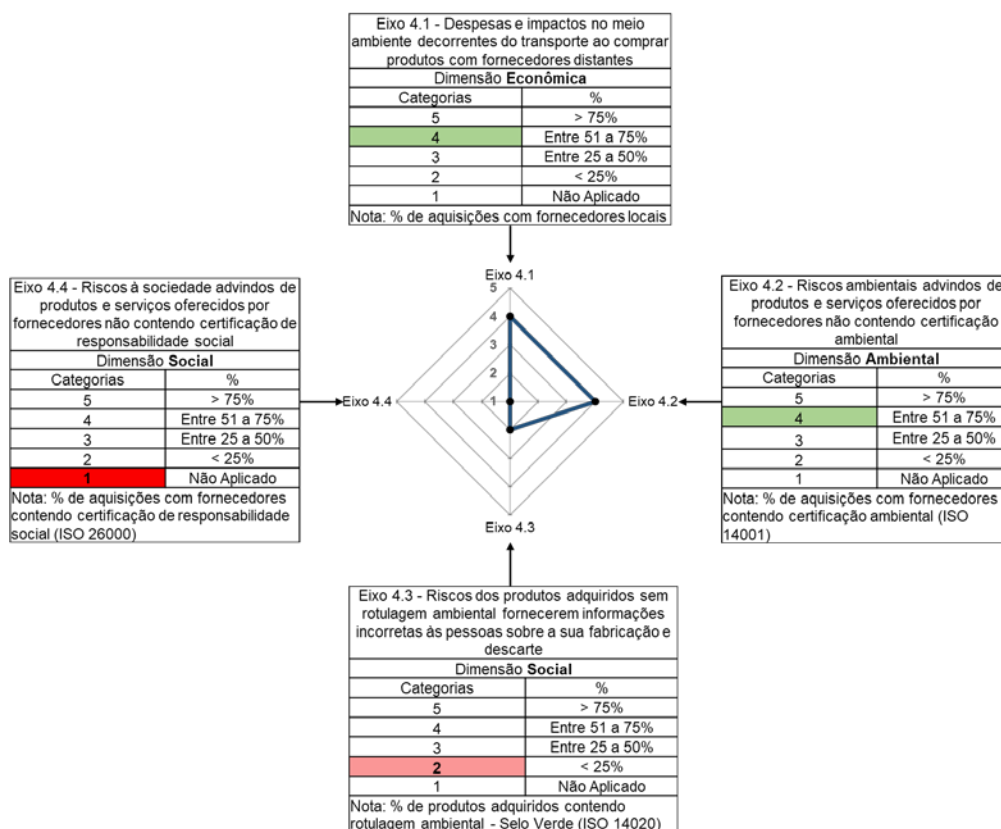 Eixo 4.1 - Despesas e impactos no meio
ambiente decorrentes do transporte ao comprar
produtos com fornecedores distantes
Dimensão Econômica
Categorias %
5 > 75%
4 Entre 51 a 75%
3 Entre 25 a 50%
2 < 25%
1 Não Aplicado
Nota: % de aquisições com fornecedores locais
Eixo 4.4 - Riscos à sociedade advindos de
produtos e serviços oferecidos por
fornecedores não contendo certificação de
responsabilidade social
Dimensão Social
Categorias %
5 > 75%
4 Entre 51 a 75%
3 Entre 25 a 50%
2 < 25%
1 Não Aplicado
Nota: % de aquisições com fornecedores
contendo certificação de responsabilidade
social (ISO 26000)
Eixo 4.1
5
4
3
2
1
Eixo 4.4
Eixo 4.2
Eixo 4.3
Eixo 4.2 - Riscos ambientais advindos de
produtos e serviços oferecidos por
fornecedores não contendo certificação
ambiental
Dimensão Ambiental
Categorias %
5 > 75%
4 Entre 51 a 75%
3 Entre 25 a 50%
2 < 25%
1 Não Aplicado
Nota: % de aquisições com fornecedores
contendo certificação ambiental (ISO
14001)
Eixo 4.3 - Riscos dos produtos adquiridos sem
rotulagem ambiental fornecerem informações
incorretas às pessoas sobre a sua fabricação e
descarte
Dimensão Social
Categorias %
5 > 75%
4 Entre 51 a 75%
3 Entre 25 a 50%
2 < 25%
1 Não Aplicado
Nota: % de produtos adquiridos contendo
rotulagem ambiental - Selo Verde (ISO 14020)